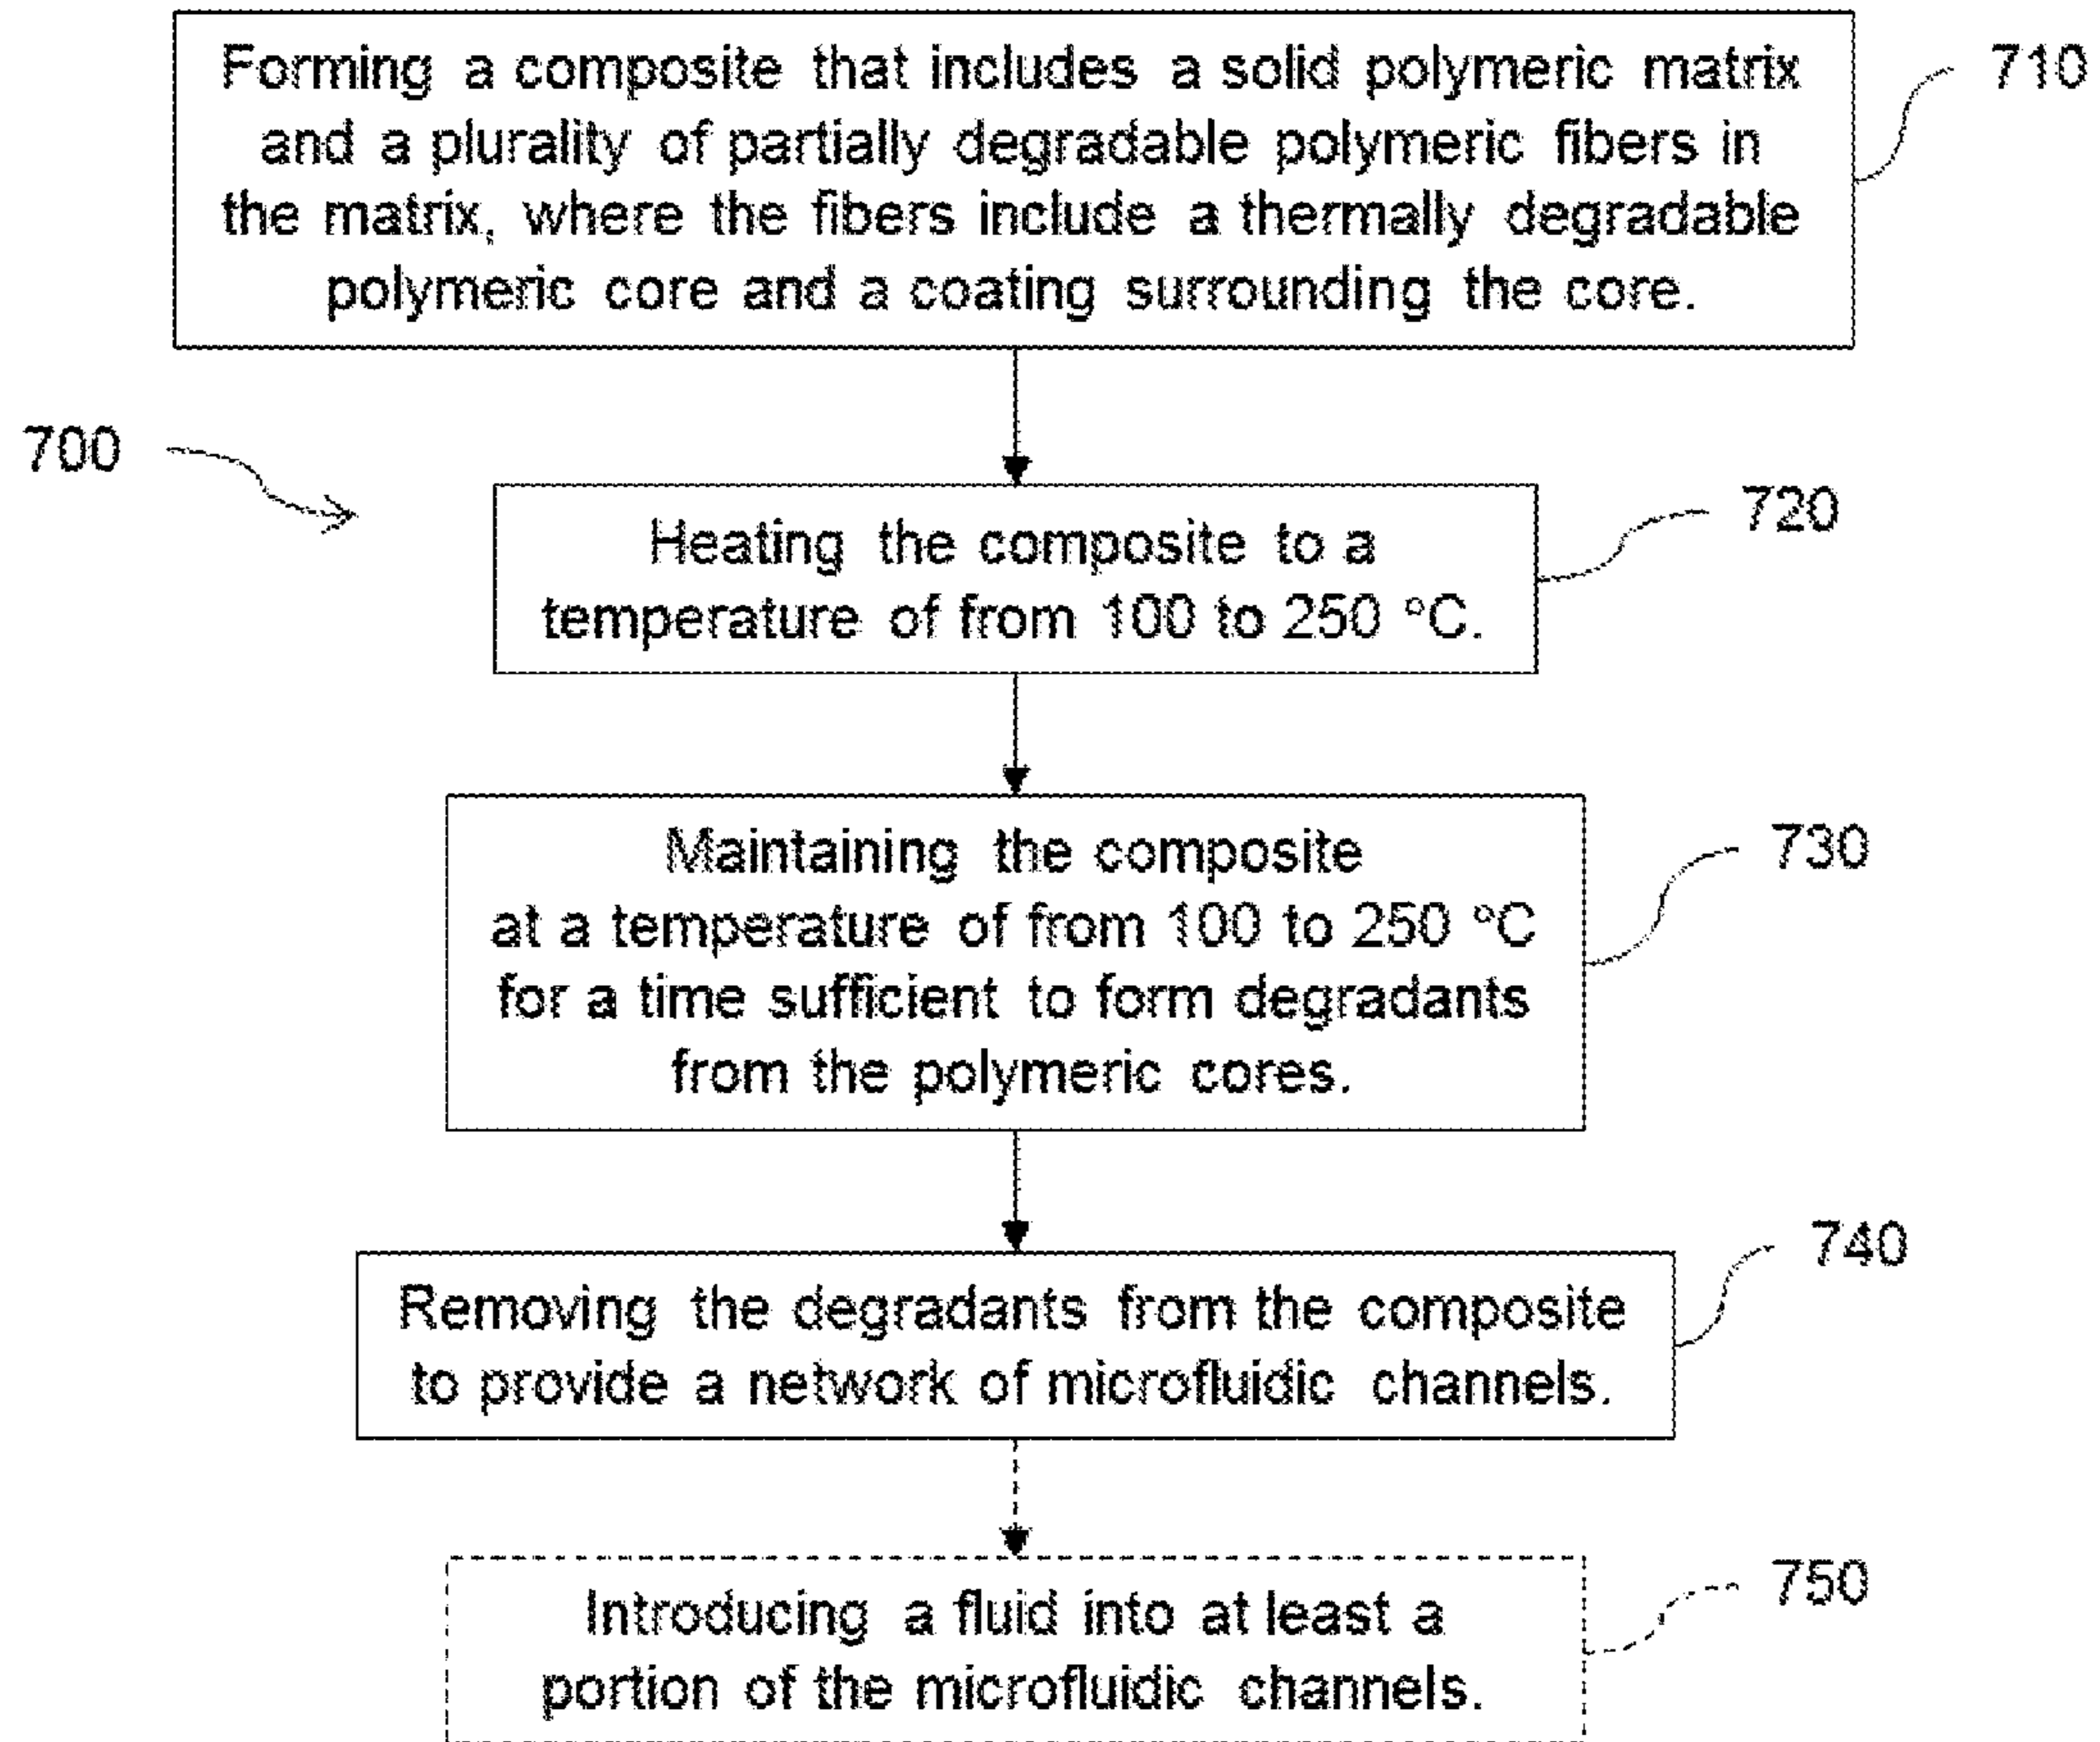 Forming a composite that includes a solid polymeric matrix
and a plurality of partially degradable polymeric fibers in
the matrix, where the fibers include a thermally degradable
polymeric core and a coating surrounding the core.
710
700
Heating the composite to a
temperature of from 100 to 250 °C.
720
Maintaining the composite
at a temperature of from 100 to 250 °C
for a time sufficient to form degradants
from the polymeric cores.
730
Removing the degradants from the composite
to provide a network of microfluidic channels.
740
Introducing a fluid into at least a
portion of the microfluidic channels.
750